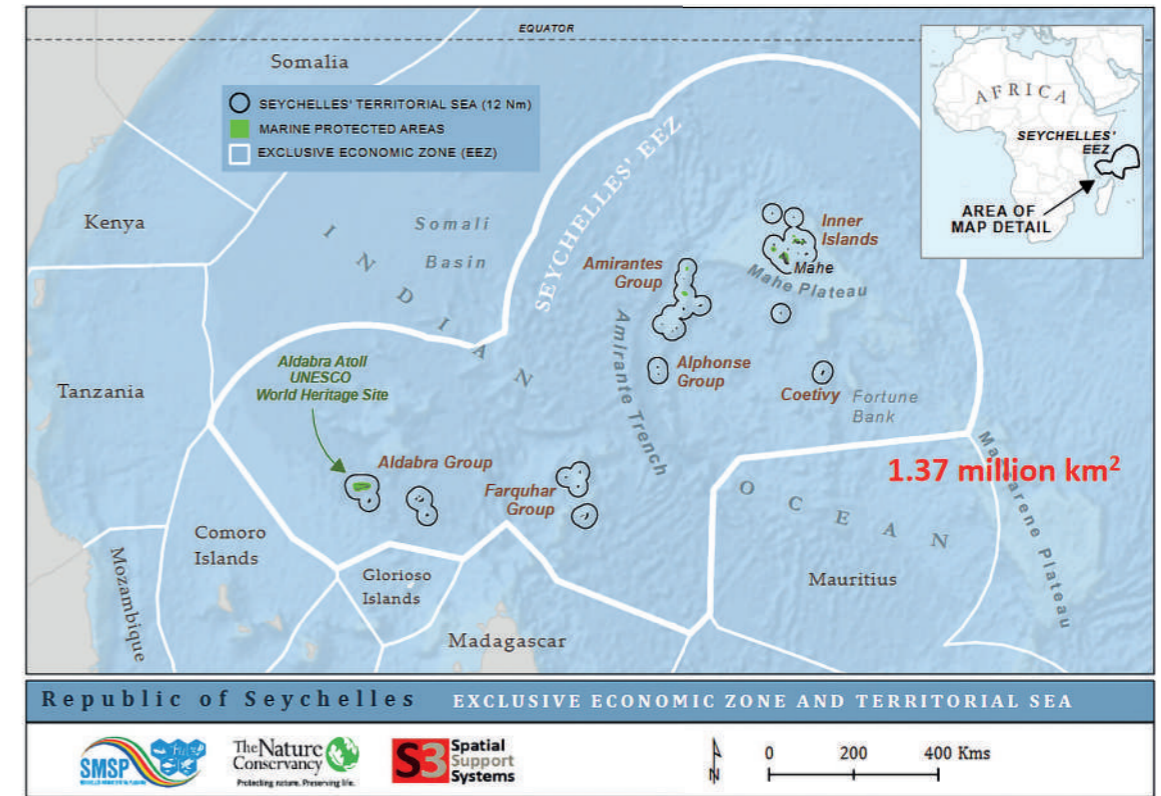 EQUATOR
Somalia
SEYCHELLES' TERRITORIAL SEA (12 Nm)
MARINE PROTECTED AREAS
EXCLUSIVE ECONOMIC ZONE (EEZ)
AFRICA
SEYCHELLES'
EEZ
AREA OF
MAP DETAIL
Kenya
Somali
Basin
INDIAN
SEYCHELLES' EEZ
Inner
Islands
Mahe
Mahe Plateau
Amirantes
Group
Amirante Trench
Alphonse
Group
Coetivy
Fortune
Bank
Tanzania
Aldabra Atoll
UNESCO
World Heritage Site
Aldabra Group
Farquhar
Group
1.37 million km²
OCEAN
Mascarene Plateau
Comoro
Islands
Glorioso
Islands
Mauritius
Mozambique
Madagascar
Republic of Seychelles EXCLUSIVE ECONOMIC ZONE AND TERRITORIAL SEA
SMSP
The Nature
Conservancy
Protecting nature. Preserving life.
S3 Spatial
Support
Systems
N
0 200 400 Kms